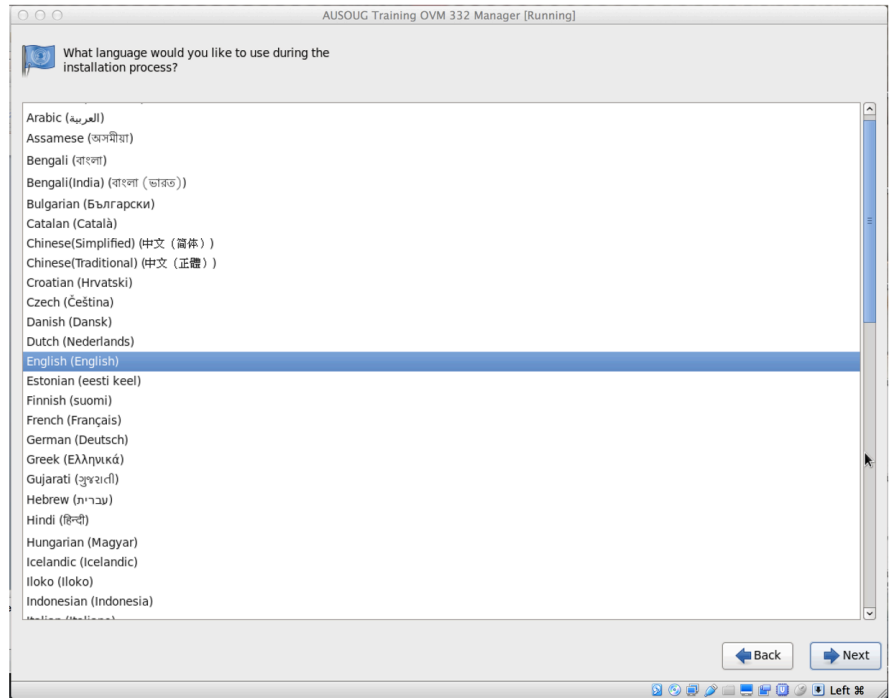 AUSOUG Training OVM 332 Manager [Running]
What language would you like to use during the
installation process?
Arabic (العربية)
Assamese (অসমীয়া)
Bengali (বাংলা)
Bengali(India) (বাংলা (ভারত))
Bulgarian (Български)
Catalan (Català)
Chinese(Simplified) (中文（简体）)
Chinese(Traditional) (中文（正體）)
Croatian (Hrvatski)
Czech (Čeština)
Danish (Dansk)
Dutch (Nederlands)
English (English)
Estonian (eesti keel)
Finnish (suomi)
French (Français)
German (Deutsch)
Greek (Ελληνικά)
Gujarati (ગુજરાતી)
Hebrew (עברית)
Hindi (हिन्दी)
Hungarian (Magyar)
Icelandic (Icelandic)
Iloko (Iloko)
Indonesian (Indonesia)
Back Next
Left ⌘